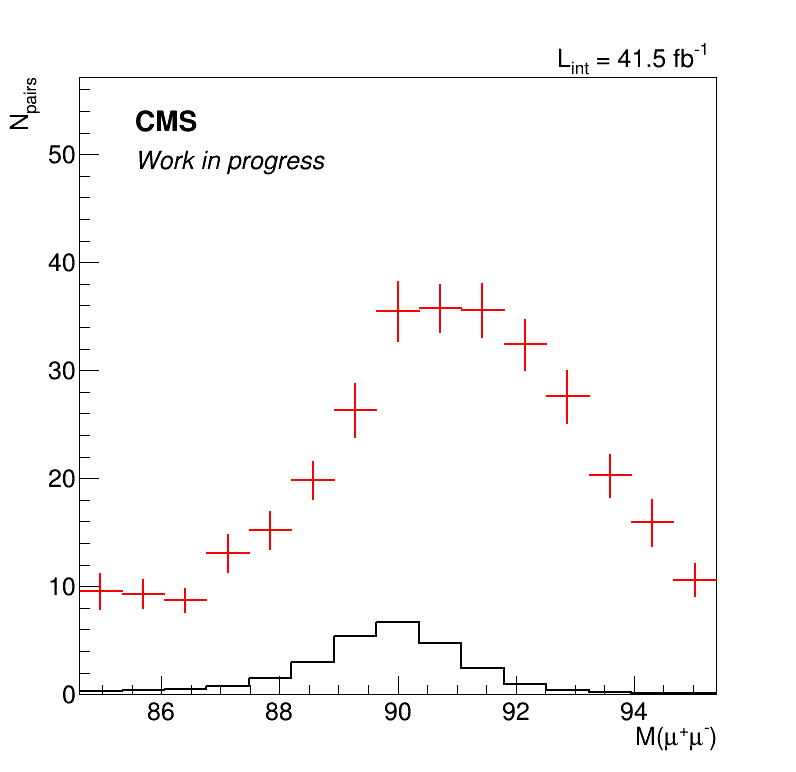 L_int = 41.5 fb^-1
N_pairs
CMS
Work in progress
50
40
30
20
10
0
86 88 90 92 94
M(μ⁺μ⁻)